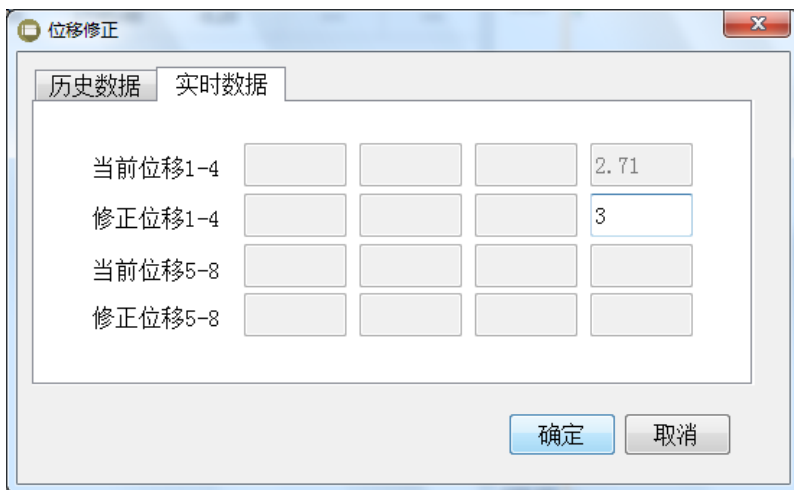 位移修正
历史数据 实时数据
当前位移1-4 2.71
修正位移1-4 3
当前位移5-8
修正位移5-8
确定 取消